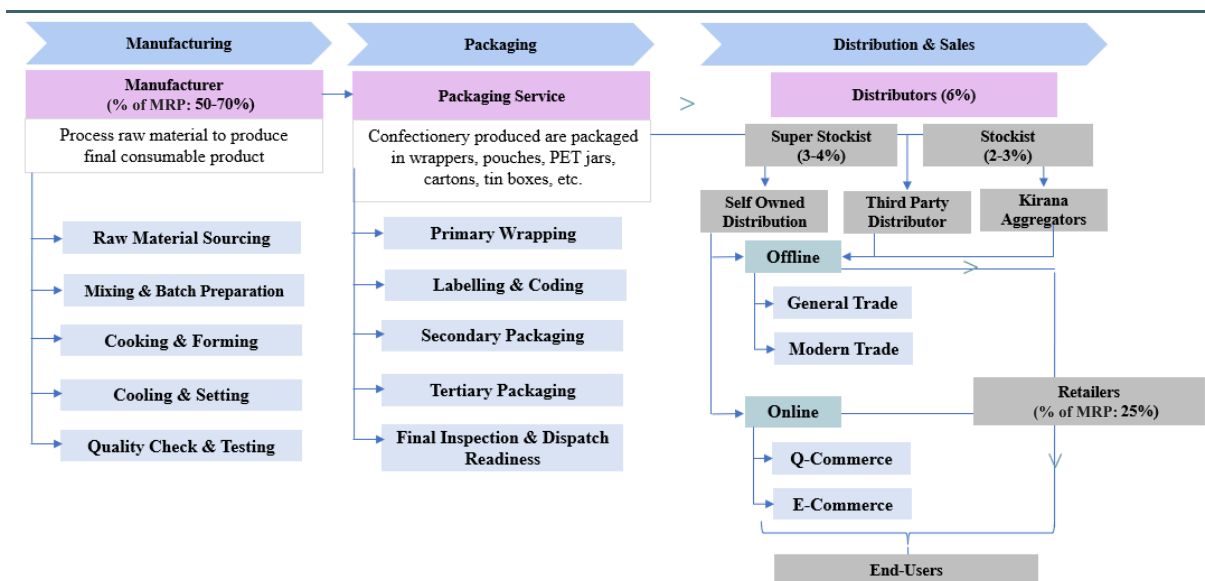 Manufacturing
Packaging
Distribution & Sales
Manufacturer
(% of MRP: 50-70%)
Process raw material to produce
final consumable product
Raw Material Sourcing
Mixing & Batch Preparation
Cooking & Forming
Cooling & Setting
Quality Check & Testing
Packaging Service
Confectionery produced are packaged
in wrappers, pouches, PET jars,
cartons, tin boxes, etc.
Primary Wrapping
Labelling & Coding
Secondary Packaging
Tertiary Packaging
Final Inspection & Dispatch
Readiness
Distributors (6%)
Super Stockist
(3-4%)
Stockist
(2-3%)
Self Owned
Distribution
Third Party
Distributor
Kirana
Aggregators
Offline
General Trade
Modern Trade
Retailers
(% of MRP: 25%)
Online
Q-Commerce
E-Commerce
End-Users